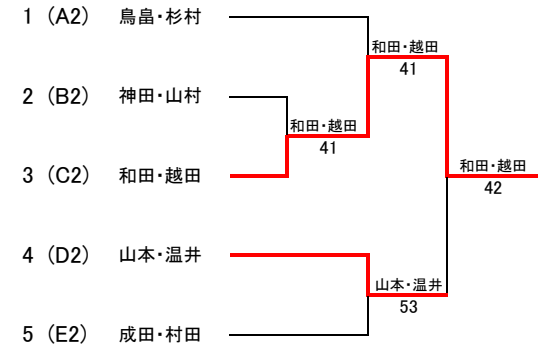 1 (A2) 鳥畠・杉村
和田・越田
41
2 (B2) 神田・山村
和田・越田
41
3 (C2) 和田・越田
和田・越田
42
4 (D2) 山本・温井
山本・温井
53
5 (E2) 成田・村田